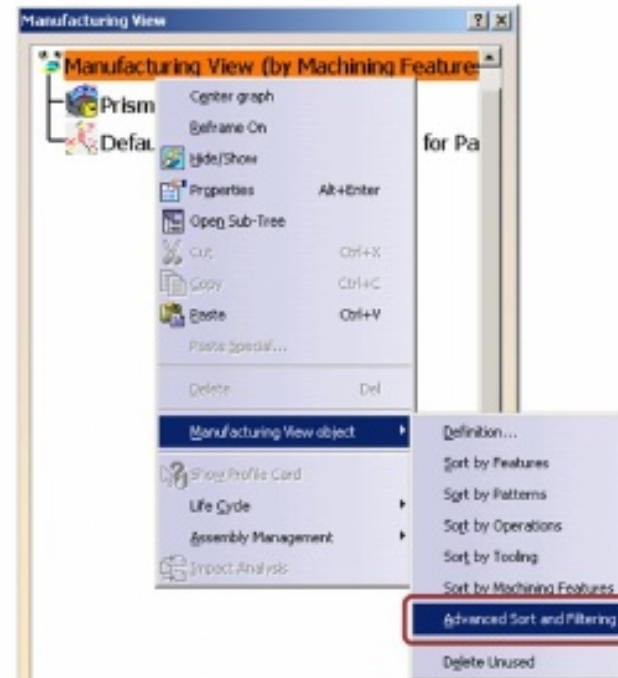 Manufacturing View
Manufacturing View (by Machining Feature
Prism
Defau
for Pa
Center graph
Reframe On
Hide/Show
Properties Alt+Enter
Open Sub-Tree
Cut Ctrl+X
Copy Ctrl+C
Paste Ctrl+V
Paste Special...
Delete Del
Manufacturing View object
Show Profile Card
Life Cycle
Assembly Management
Impact Analysis
Definition...
Sort by Features
Sort by Patterns
Sort by Operations
Sort by Tooling
Sort by Machining Features
Advanced Sort and Filtering
Delete Unused